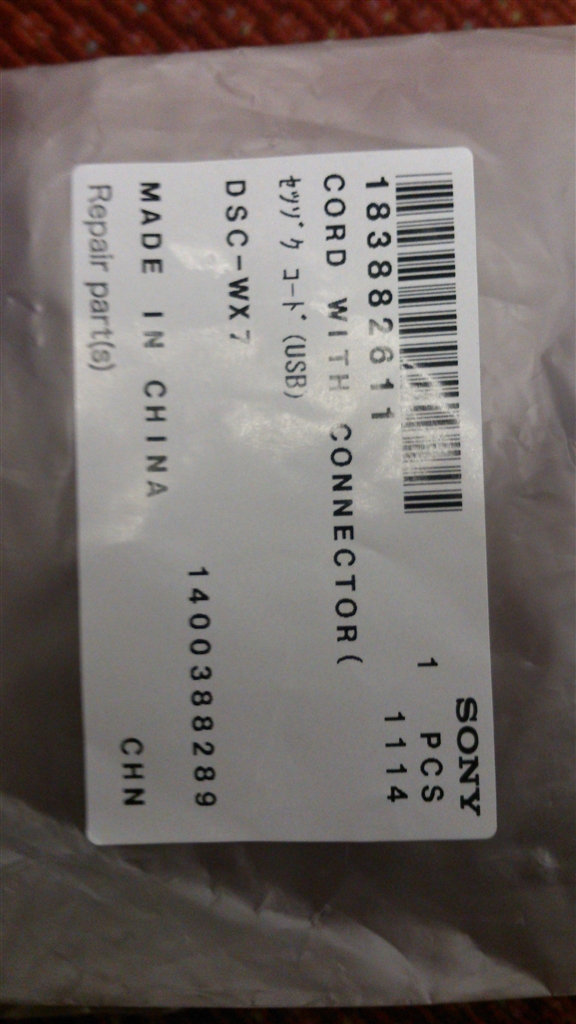 SONY
1 PCS
183882611 1114
CORD WITH CONNECTOR(
セツゾク コード(USB)
DSC-WX7
1400388289
MADE IN CHINA CHN
Repair part(s)